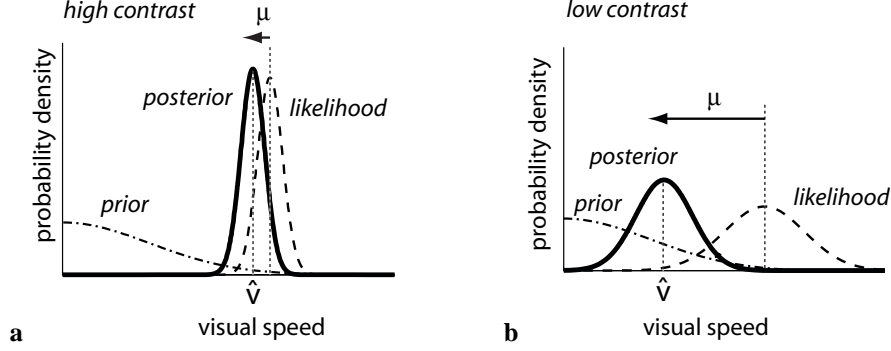 high contrast
μ
posterior
likelihood
prior
probability density
v̂
visual speed
a
low contrast
μ
posterior
prior
likelihood
probability density
v̂
visual speed
b